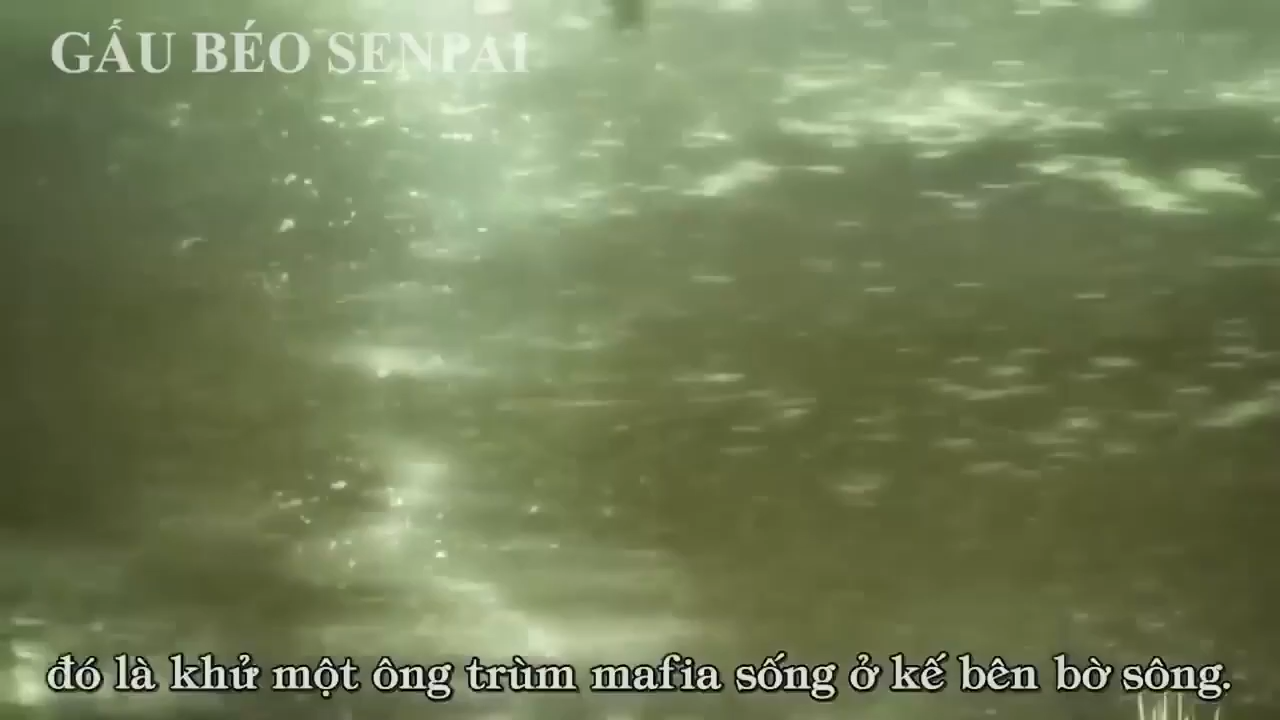 GẤU BÉO SENPAI
đó là khử một ông trùm mafia sống ở kế bên bờ sông.